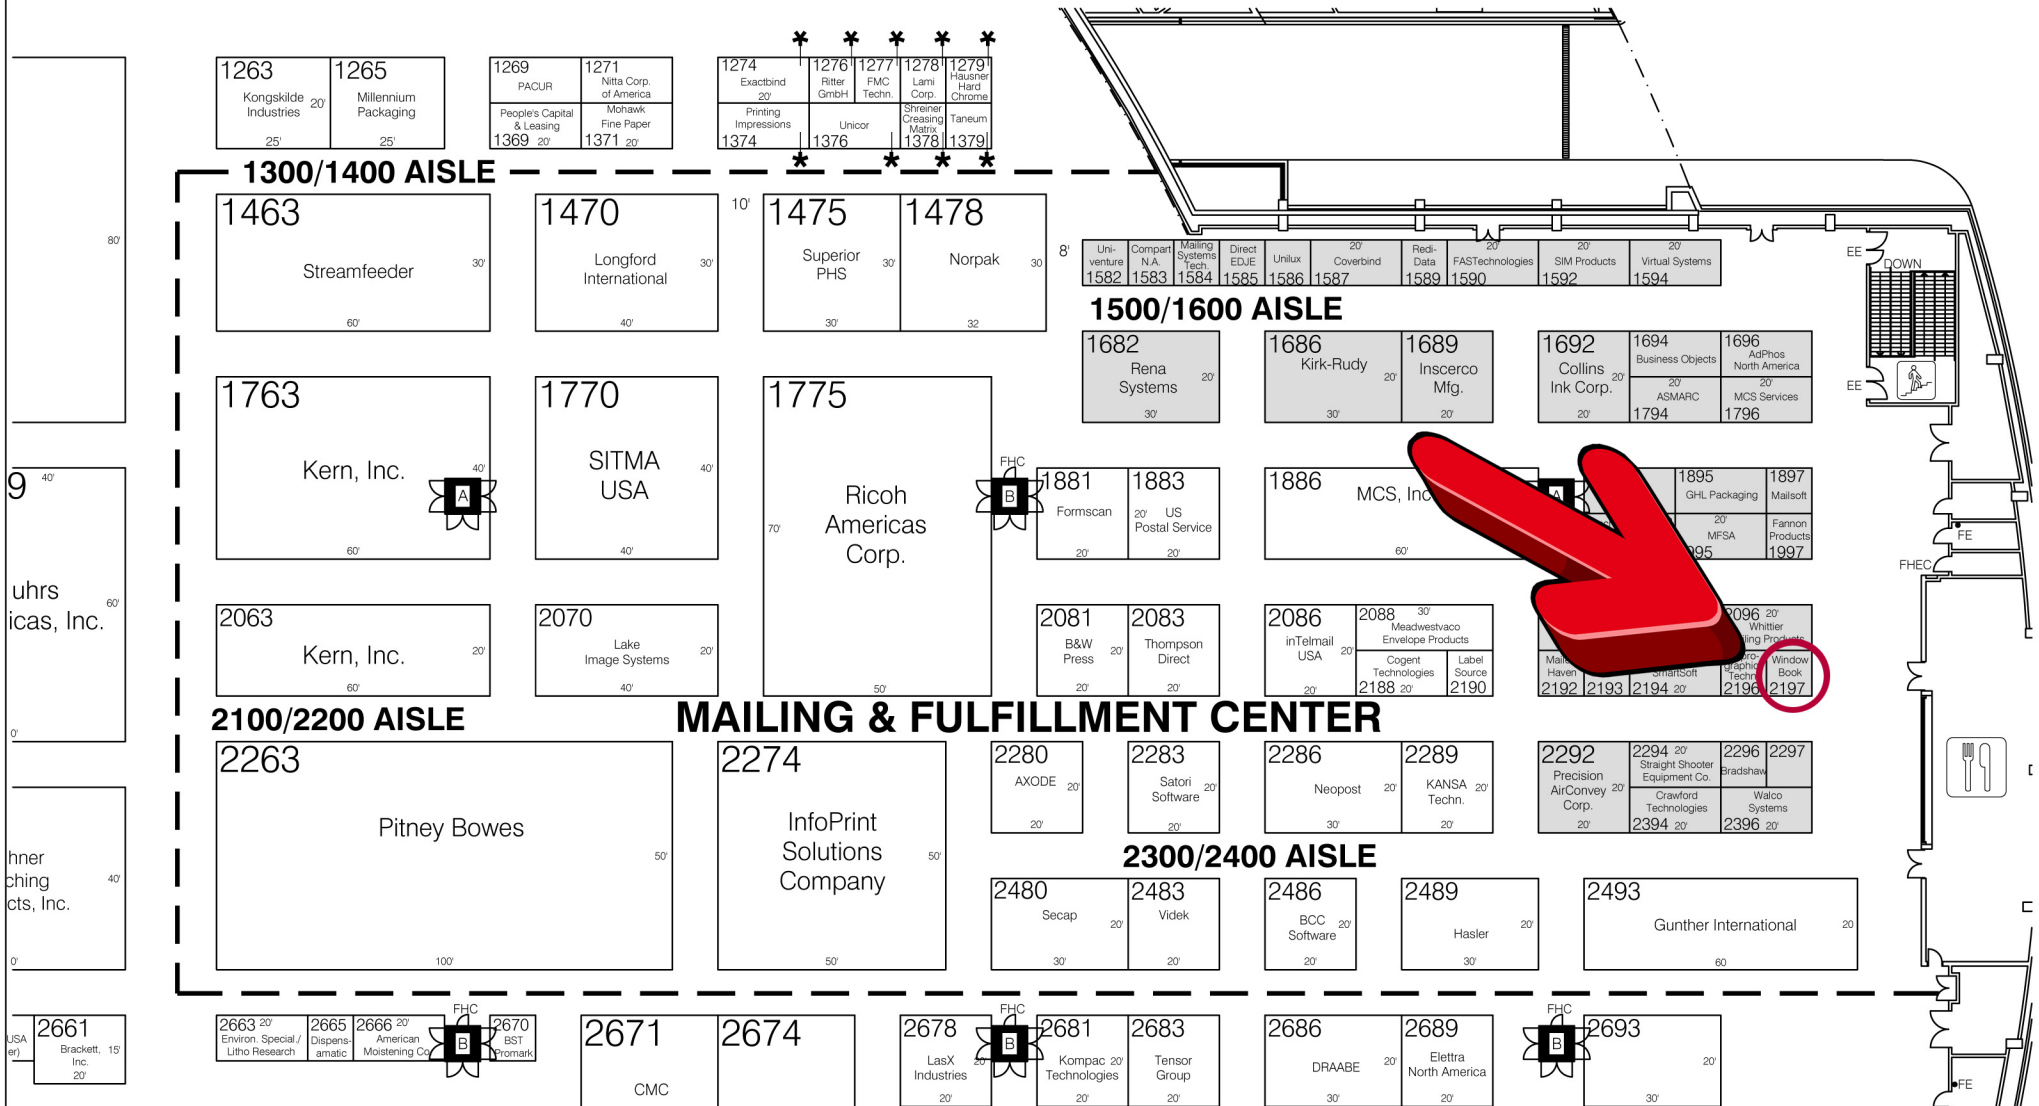 1263
Kongskilde
Industries
20'
25'
1265
Millennium
Packaging
25'
1269
PACUR
1271
Nitta Corp.
of America
People's Capital
& Leasing
1369 20'
Mohawk
Fine Paper
1371 20'
1274
Exactbind
20'
1276
Ritter
GmbH
1277
FMC
Techn.
1278
Lami
Corp.
1279
Hausner
Hard
Chrome
Printing
Impressions
1374
Unicor
1376
Shreiner
Creasing
Matrix
1378
Taneum
1379
80'
1300/1400 AISLE
1463
Streamfeeder
30'
60'
1470
Longford
International
30'
40'
10'
1475
Superior
PHS
30'
30'
1478
Norpak
30
32
8'
Uni-
venture
1582
Compart
N.A.
1583
Mailing
Systems
Tech.
1584
Direct
EDJE
1585
Unilux
1586
20'
Coverbind
1587
Redi-
Data
1589
20'
FASTechnologies
1590
20'
SIM Products
1592
20'
Virtual Systems
1594
EE
DOWN
1500/1600 AISLE
1682
Rena
Systems
20'
30'
1686
Kirk-Rudy
20'
30'
1689
Inscerco
Mfg.
20'
1692
Collins
Ink Corp.
20'
20'
1694
Business Objects
1696
AdPhos
North America
20'
ASMARC
1794
20'
MCS Services
1796
EE
1763
Kern, Inc.
40'
60'
A
1770
SITMA
USA
40'
40'
1775
Ricoh
Americas
Corp.
70'
50'
FHC
B
1881
Formscan
20'
1883
20' US
Postal Service
20'
1886
MCS, Inc
60'
A
1895
GHL Packaging
1897
Mailsoft
20'
MFSA
995
Fannon
Products
1997
FE
FHEC
9
40'
uhrs
icas, Inc.
60'
0'
2063
Kern, Inc.
20'
60'
2070
Lake
Image Systems
20'
40'
2081
B&W
Press
20'
20'
2083
Thompson
Direct
20'
2086
inTelmail
USA
20'
20'
2088
30'
Meadwestvaco
Envelope Products
Cogent
Technologies
2188 20'
Label
Source
2190
2096 20'
Whittier
iling Products
Maile
Haven
2192
2193
SmartSoft
2194 20'
pro-
graphic
Techn
2196
Window
Book
2197
2100/2200 AISLE
MAILING & FULFILLMENT CENTER
2263
Pitney Bowes
50'
100'
2274
InfoPrint
Solutions
Company
50'
50'
2280
AXODE
20'
20'
2283
Satori
Software
20'
20'
2286
Neopost
20'
30'
2289
KANSA
Techn.
20'
20'
2292
Precision
AirConvey
Corp.
20'
20'
2294 20'
Straight Shooter
Equipment Co.
2296
Bradshaw
2297
Crawford
Technologies
2394 20'
Walco
Systems
2396 20'
hner
ching
cts, Inc.
40'
0'
2300/2400 AISLE
2480
Secap
20'
30'
2483
Videk
20'
2486
BCC
Software
20'
20'
2489
Hasler
20'
30'
2493
Gunther International
20
60
USA
er)
2661
Brackett,
Inc.
15'
20'
2663 20'
Environ. Special./
Litho Research
2665
Dispens-
amatic
2666 20'
American
Moistening Co
FHC
B
2670
BST
Promark
2671
CMC
2674
2678
LasX
Industries
20'
20'
FHC
B
2681
Kompac
Technologies
20'
20'
2683
Tensor
Group
20'
2686
DRAABE
20'
30'
2689
Elettra
North America
20'
FHC
B
2693
20'
30'
FE